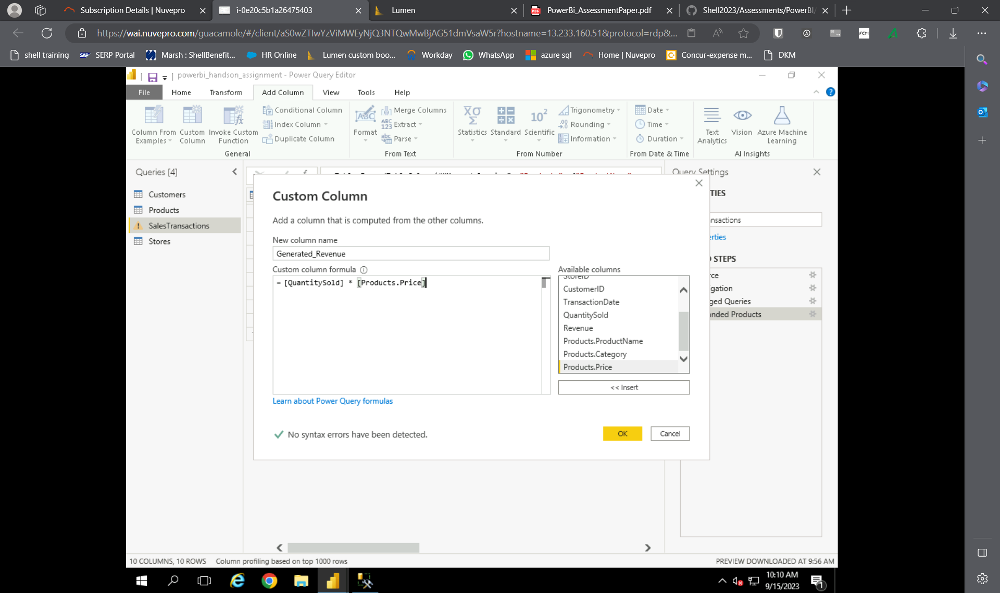 Subscription Details | Nuvepro
i-0e20c5b1a26475403
Lumen
PowerBi_AssessmentPaper.pdf
Shell2023/Assessments/PowerBI/
https://wai.nuvepro.com/guacamole/#/client/aS0wZTIwYzViMWEyNjQ3NTQwMwBjAG51dmVsaW5r?hostname=13.233.160.51&protocol=rdp&...
shell training
SERP Portal
Marsh : ShellBenefit...
HR Online
Lumen custom boo...
Workday
WhatsApp
azure sql
Home | Nuvepro
Concur-expense m...
DKM
powerbi_handson_assignment - Power Query Editor
File
Home
Transform
Add Column
View
Tools
Help
Column From Examples
Custom Column
Invoke Custom Function
Conditional Column
Index Column
Duplicate Column
General
Format
Merge Columns
Extract
Parse
From Text
Statistics
Standard
Scientific
Trigonometry
Rounding
Information
From Number
Date
Time
Duration
From Date & Time
Text Analytics
Vision
Azure Machine Learning
AI Insights
Queries [4]
Customers
Products
SalesTransactions
Stores
Query Settings
TIES
nsactions
erties
D STEPS
rce
igation
ged Queries
nded Products
Custom Column
Add a column that is computed from the other columns.
New column name
Generated_Revenue
Custom column formula
= [QuantitySold] * [Products.Price]
Available columns
StoreID
CustomerID
TransactionDate
QuantitySold
Revenue
Products.ProductName
Products.Category
Products.Price
<< Insert
Learn about Power Query formulas
No syntax errors have been detected.
OK
Cancel
10 COLUMNS, 10 ROWS
Column profiling based on top 1000 rows
PREVIEW DOWNLOADED AT 9:56 AM
10:10 AM
9/15/2023
1